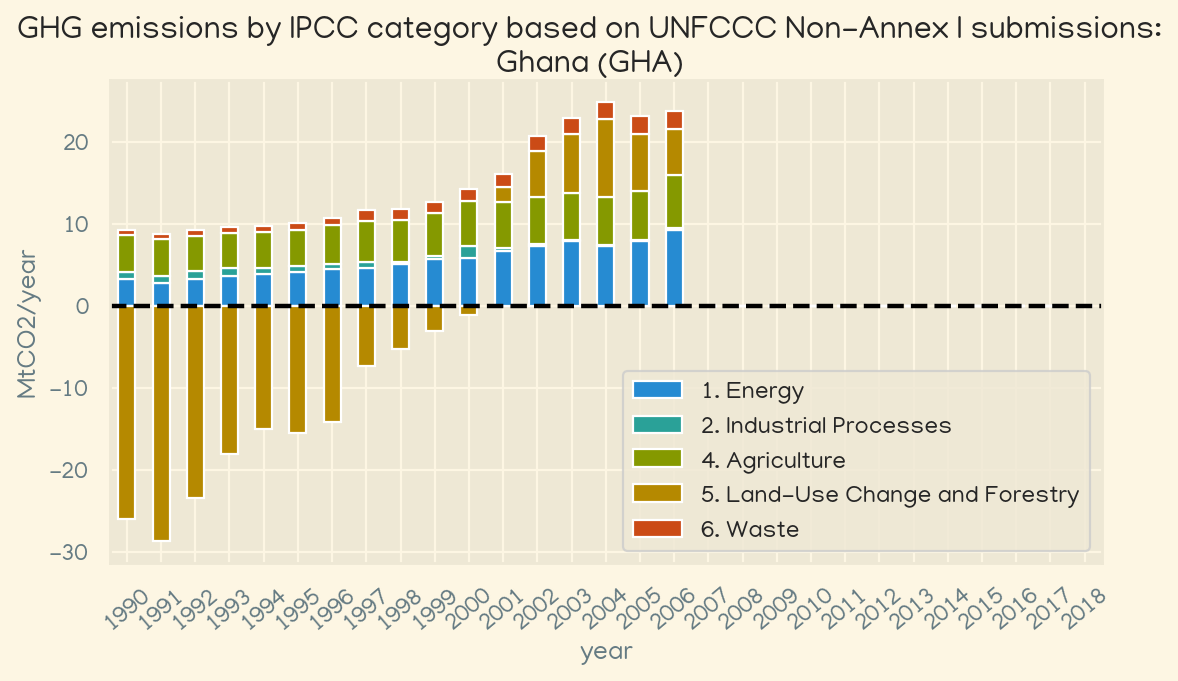 GHG emissions by IPCC category based on UNFCCC Non-Annex I submissions:
Ghana (GHA)
MtCO2/year
20
10
0
-10
-20
-30
1. Energy
2. Industrial Processes
4. Agriculture
5. Land-Use Change and Forestry
6. Waste
1990 1991 1992 1993 1994 1995 1996 1997 1998 1999 2000 2001 2002 2003 2004 2005 2006 2007 2008 2009 2010 2011 2012 2013 2014 2015 2016 2017 2018
year